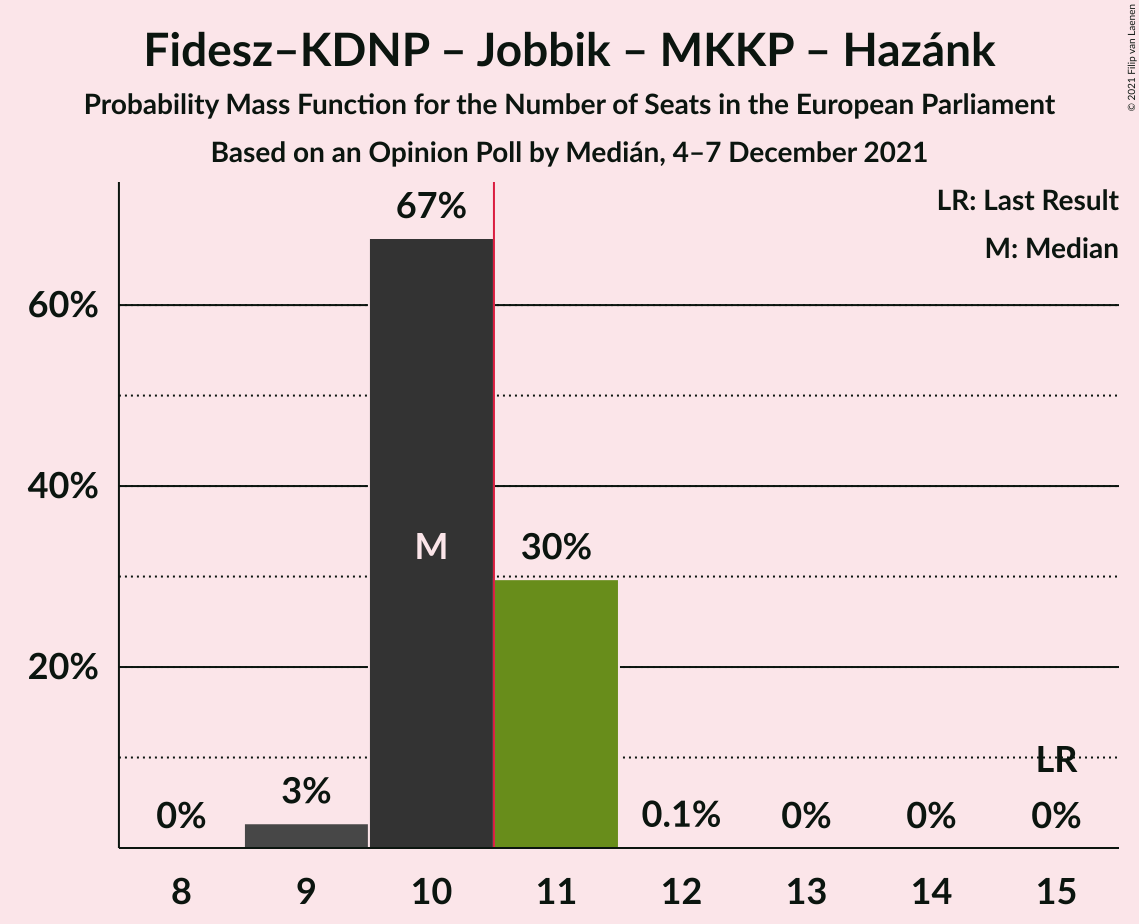 Fidesz–KDNP – Jobbik – MKKP – Hazánk
Probability Mass Function for the Number of Seats in the European Parliament
Based on an Opinion Poll by Medián, 4–7 December 2021
© 2021 Filip van Laenen
LR: Last Result
M: Median
67%
60%
40%
M
30%
20%
LR
0%
3%
0.1%
0%
0%
0%
8
9
10
11
12
13
14
15